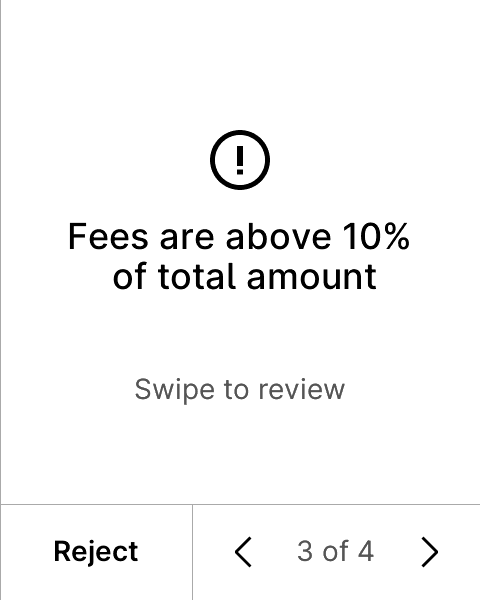 Fees are above 10%
of total amount
Swipe to review
Reject
3 of 4